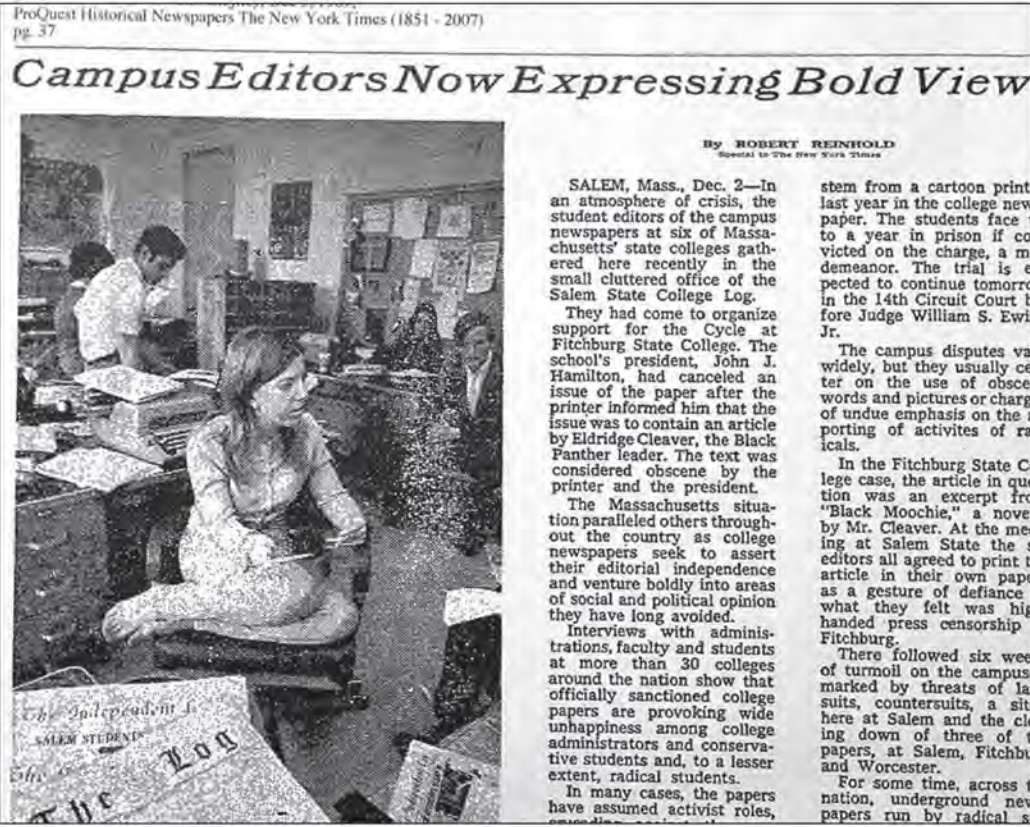 ProQuest Historical Newspapers The New York Times (1851 - 2007)
pg. 37
Campus Editors Now Expressing Bold View
By ROBERT REINHOLD
Special to The New York Times
SALEM, Mass., Dec. 2—In
an atmosphere of crisis, the
student editors of the campus
newspapers at six of Massa-
chusetts' state colleges gath-
ered here recently in the
small cluttered office of the
Salem State College Log.
They had come to organize
support for the Cycle at
Fitchburg State College. The
school's president, John J.
Hamilton, had canceled an
issue of the paper after the
printer informed him that the
issue was to contain an article
by Eldridge Cleaver, the Black
Panther leader. The text was
considered obscene by the
printer and the president.
The Massachusetts situa-
tion paralleled others through-
out the country as college
newspapers seek to assert
their editorial independence
and venture boldly into areas
of social and political opinion
they have long avoided.
Interviews with adminis-
trations, faculty and students
at more than 30 colleges
around the nation show that
officially sanctioned college
papers are provoking wide
unhappiness among college
administrators and conserva-
tive students and, to a lesser
extent, radical students.
In many cases, the papers
have assumed activist roles,
stem from a cartoon print
last year in the college new
paper. The students face
to a year in prison if co
victed on the charge, a m
demeanor. The trial is e
pected to continue tomorro
in the 14th Circuit Court b
fore Judge William S. Ewi
Jr.
The campus disputes va
widely, but they usually ce
ter on the use of obsce
words and pictures or charg
of undue emphasis on the
porting of activites of ra
icals.
In the Fitchburg State C
lege case, the article in que
tion was an excerpt fro
"Black Moochie," a nove
by Mr. Cleaver. At the mee
ing at Salem State the s
editors all agreed to print t
article in their own pape
as a gesture of defiance
what they felt was hig
handed press censorship
Fitchburg.
There followed six wee
of turmoil on the campuse
marked by threats of la
suits, countersuits, a sit
here at Salem and the clo
ing down of three of t
papers, at Salem, Fitchbu
and Worcester.
For some time, across t
nation, underground new
papers run by radical s
The Independent
SALEM STUDENTS
The Log